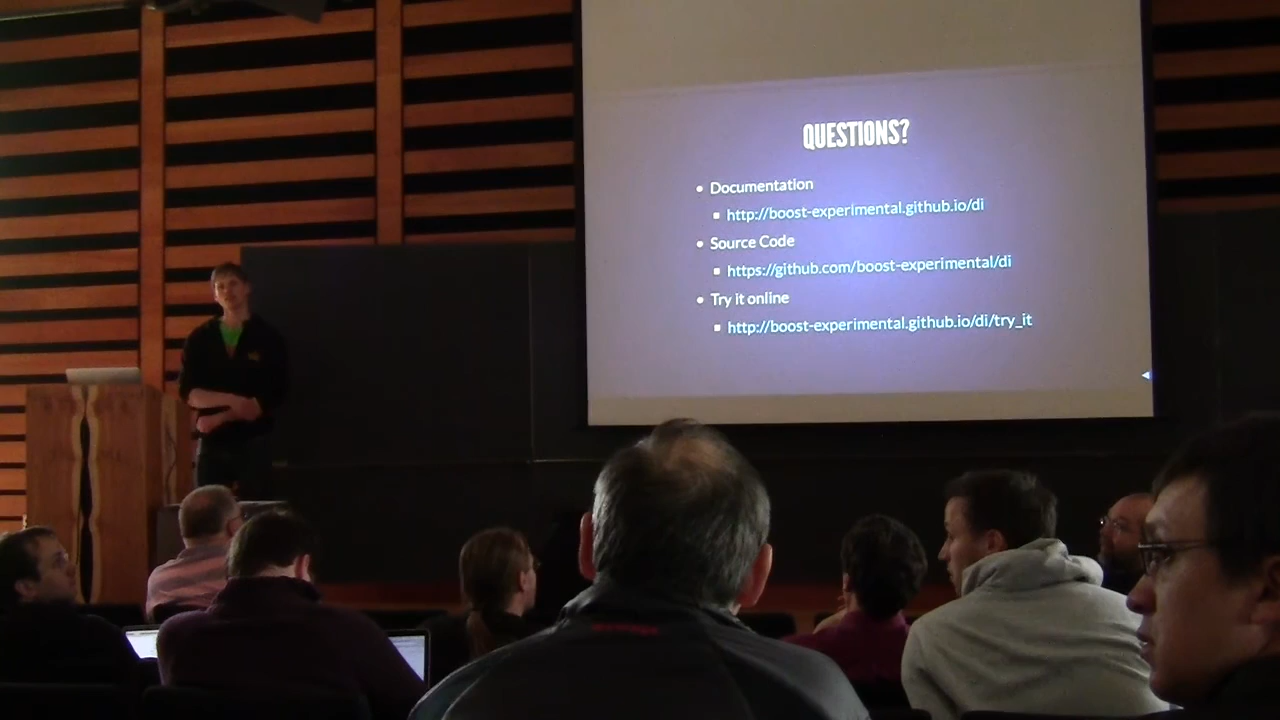 QUESTIONS?
Documentation
http://boost-experimental.github.io/di
Source Code
https://github.com/boost-experimental/di
Try it online
http://boost-experimental.github.io/di/try_it